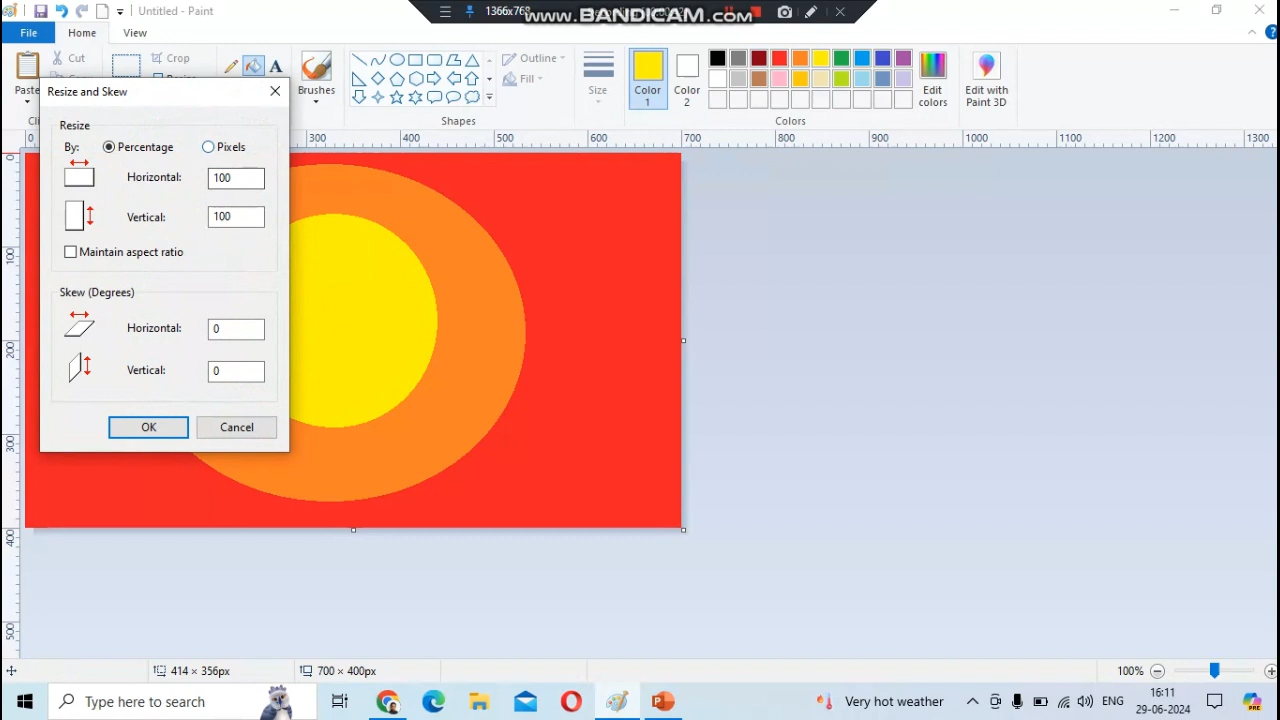 Untitled - Paint
1366x768
www.BANDICAM.com
File
Home
View
Paste
Cut
Crop
Brushes
Outline
Fill
Shapes
Size
Color
1
Color
2
Edit
colors
Edit with
Paint 3D
Colors
Resize and Skew
Resize
By:
Percentage
Pixels
Horizontal:
100
Vertical:
100
Maintain aspect ratio
Skew (Degrees)
Horizontal:
0
Vertical:
0
OK
Cancel
0
300
400
500
600
700
800
900
1000
1100
1200
1300
0
100
200
300
400
500
414 × 356px
700 × 400px
100%
Type here to search
Very hot weather
ENG
16:11
29-06-2024
PRE